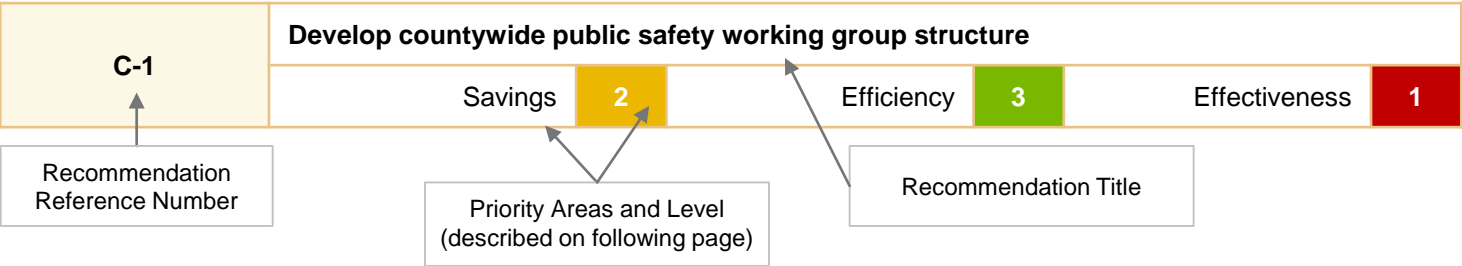 Develop countywide public safety working group structure
C-1
Savings 2 Efficiency 3 Effectiveness 1
Recommendation
Reference Number
Priority Areas and Level
(described on following page)
Recommendation Title